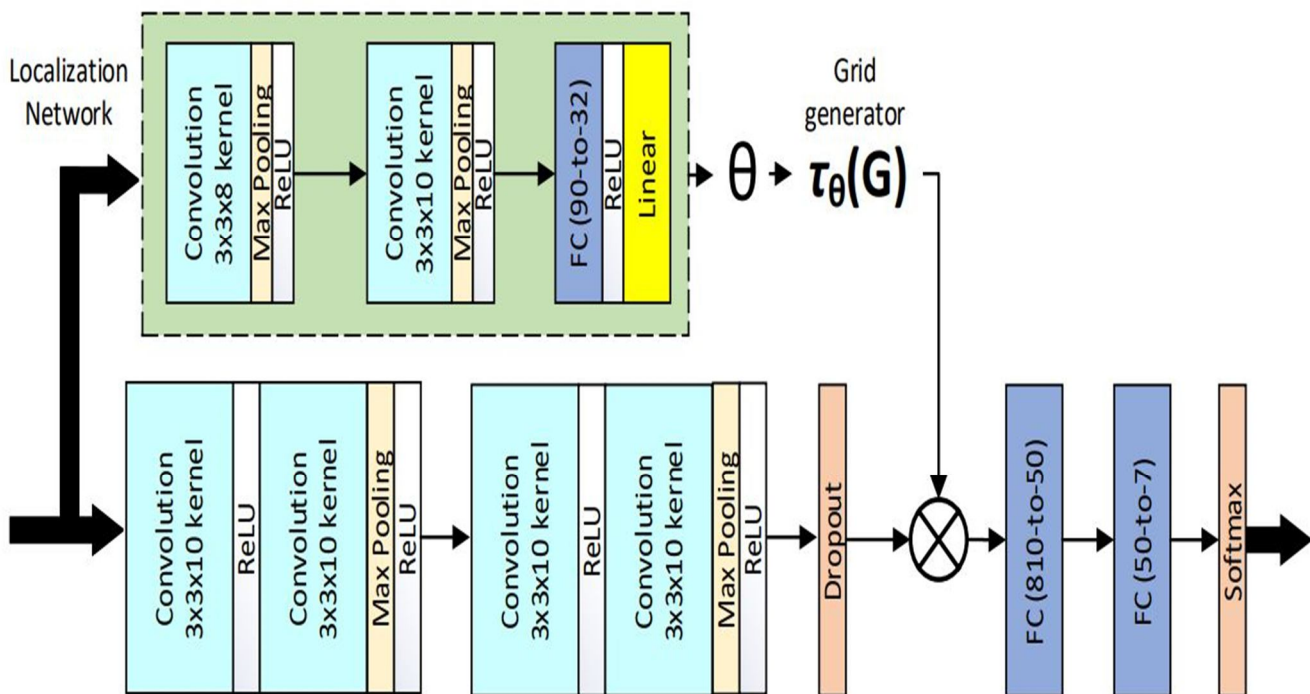 Localization
Network
Convolution
3x3x8 kernel
Max Pooling
ReLU
Convolution
3x3x10 kernel
Max Pooling
ReLU
FC (90-to-32)
ReLU
Linear
θ
Grid
generator
τθ(G)
Convolution
3x3x10 kernel
ReLU
Convolution
3x3x10 kernel
Max Pooling
ReLU
Convolution
3x3x10 kernel
ReLU
Convolution
3x3x10 kernel
Max Pooling
ReLU
Dropout
FC (810-to-50)
FC (50-to-7)
Softmax